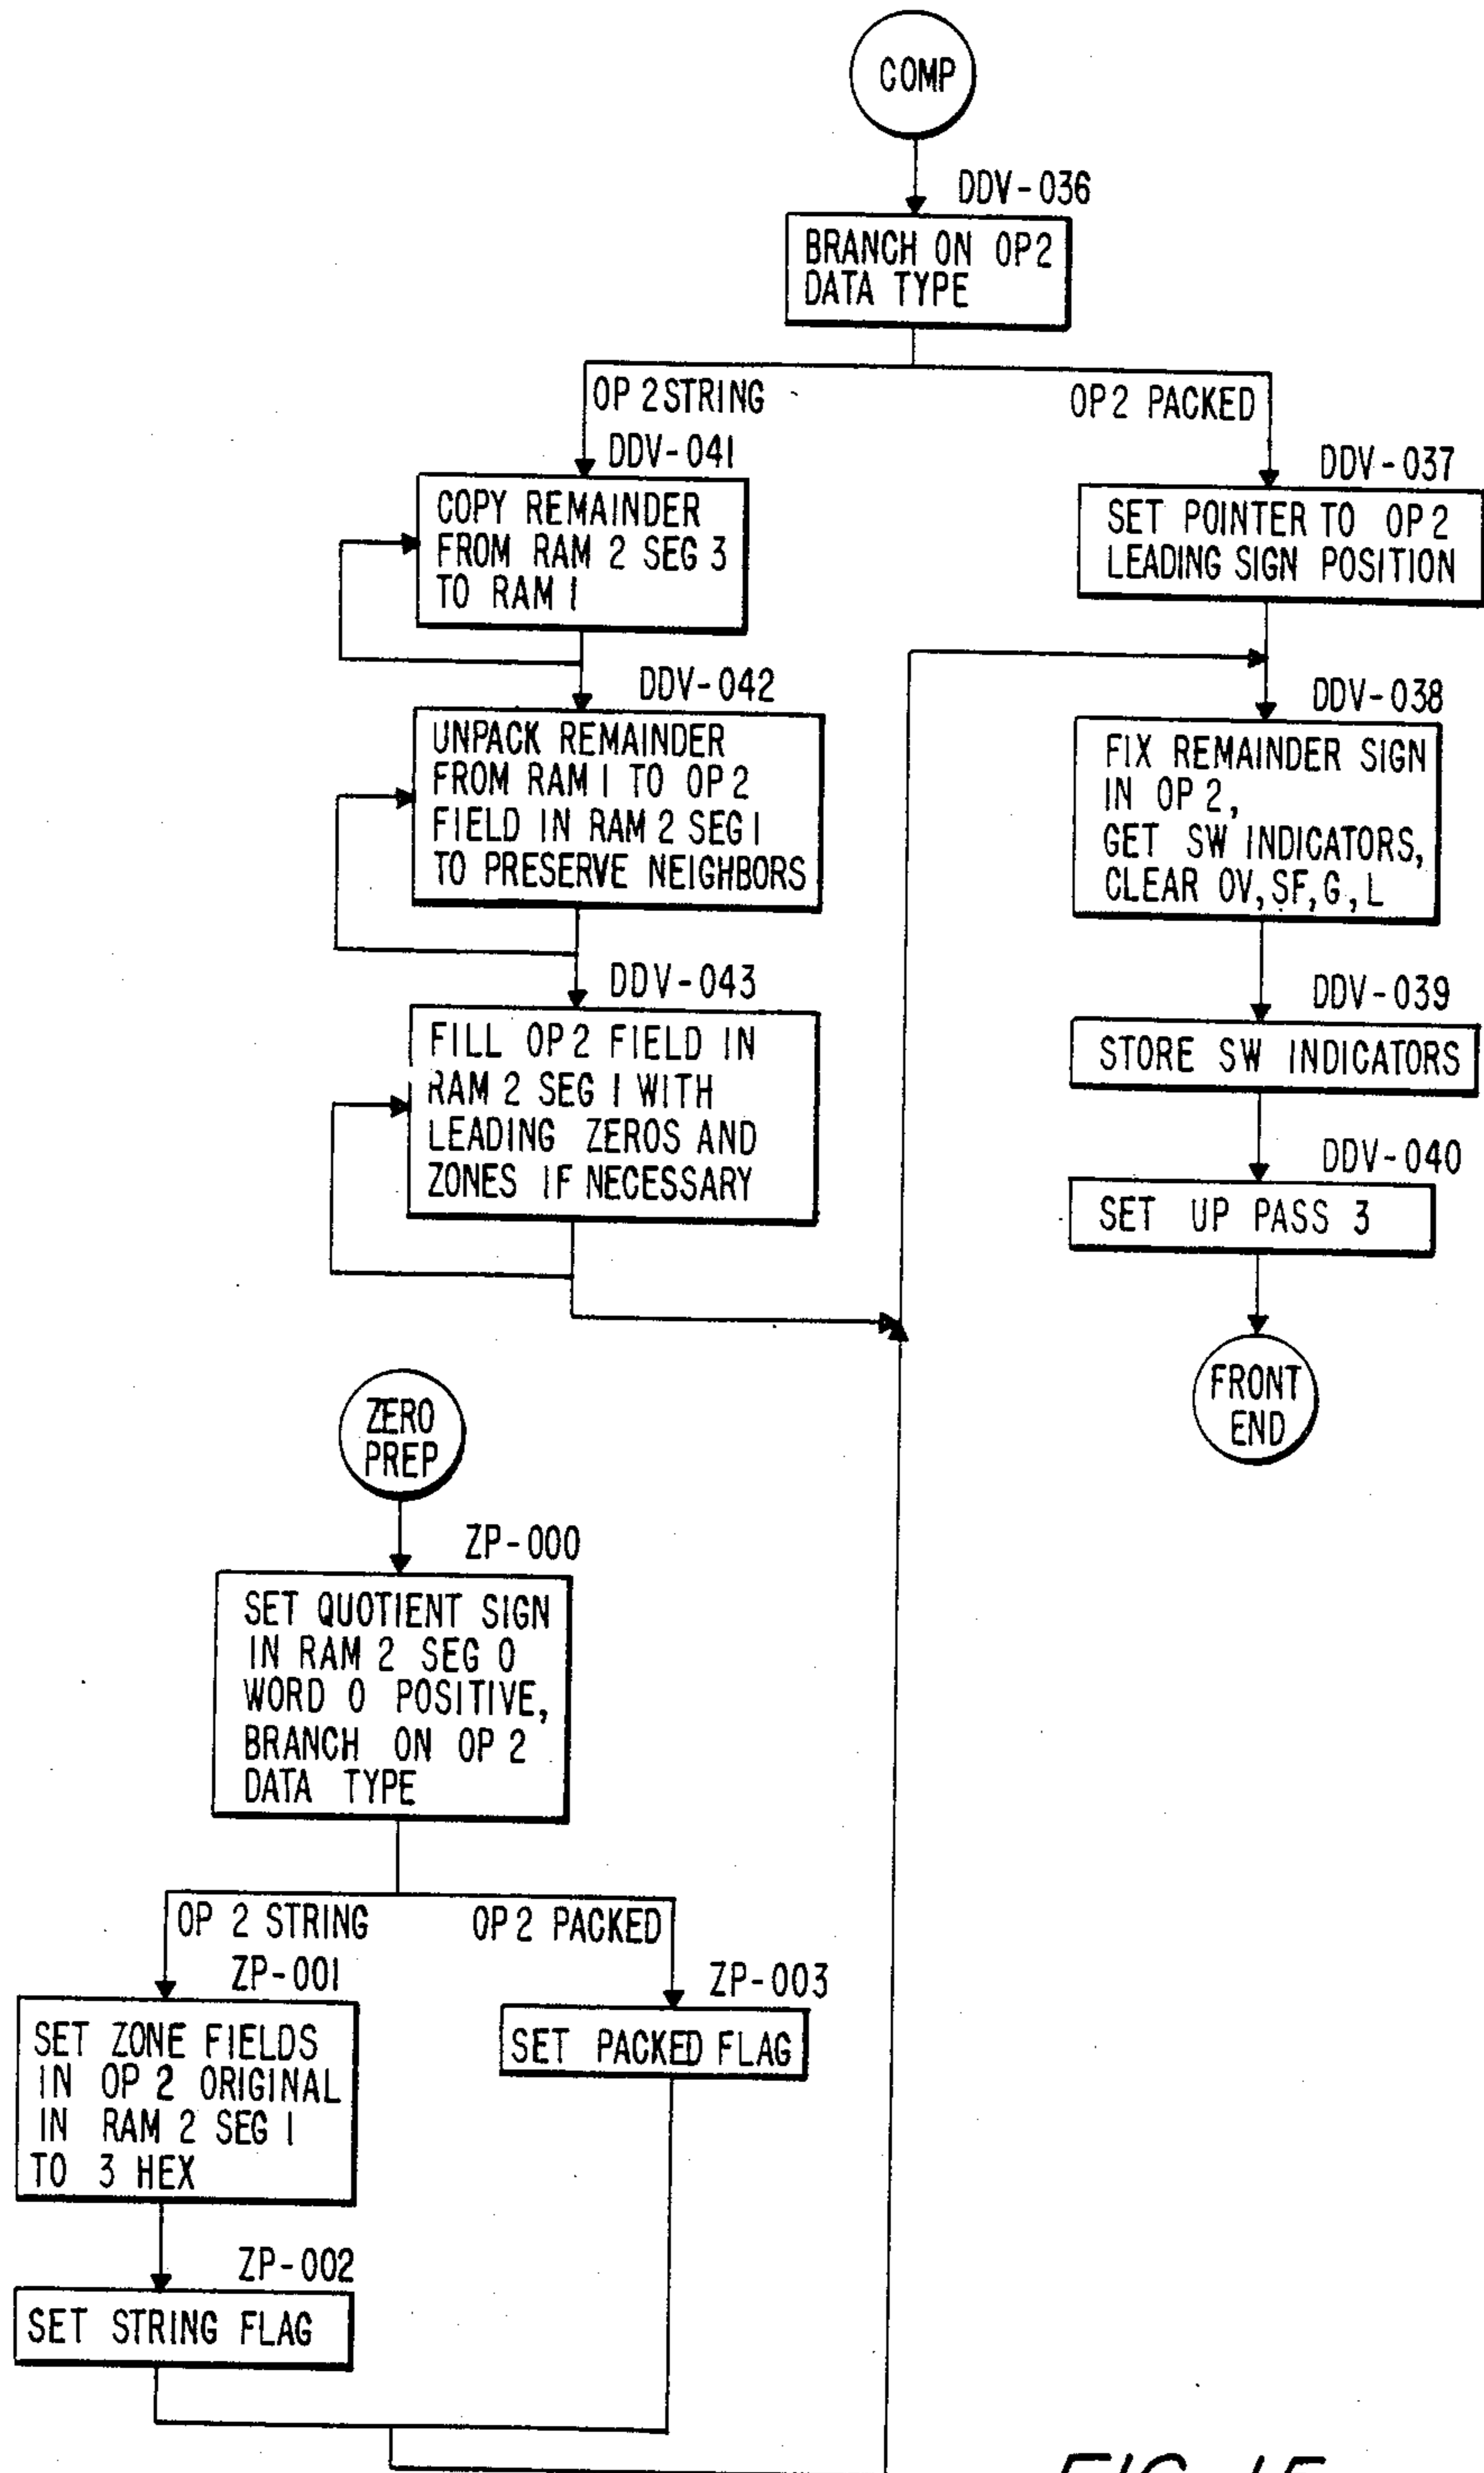 COMP
DDV-036
BRANCH ON OP2
DATA TYPE
OP 2 STRING
OP2 PACKED
DDV-041
COPY REMAINDER
FROM RAM 2 SEG 3
TO RAM 1
DDV-037
SET POINTER TO OP2
LEADING SIGN POSITION
DDV-042
UNPACK REMAINDER
FROM RAM 1 TO OP2
FIELD IN RAM 2 SEG 1
TO PRESERVE NEIGHBORS
DDV-038
FIX REMAINDER SIGN
IN OP 2,
GET SW INDICATORS,
CLEAR OV, SF, G, L
DDV-043
FILL OP 2 FIELD IN
RAM 2 SEG 1 WITH
LEADING ZEROS AND
ZONES IF NECESSARY
DDV-039
STORE SW INDICATORS
DDV-040
SET UP PASS 3
FRONT
END
ZERO
PREP
ZP-000
SET QUOTIENT SIGN
IN RAM 2 SEG 0
WORD 0 POSITIVE,
BRANCH ON OP 2
DATA TYPE
OP 2 STRING
OP2 PACKED
ZP-001
SET ZONE FIELDS
IN OP 2 ORIGINAL
IN RAM 2 SEG 1
TO 3 HEX
ZP-003
SET PACKED FLAG
ZP-002
SET STRING FLAG